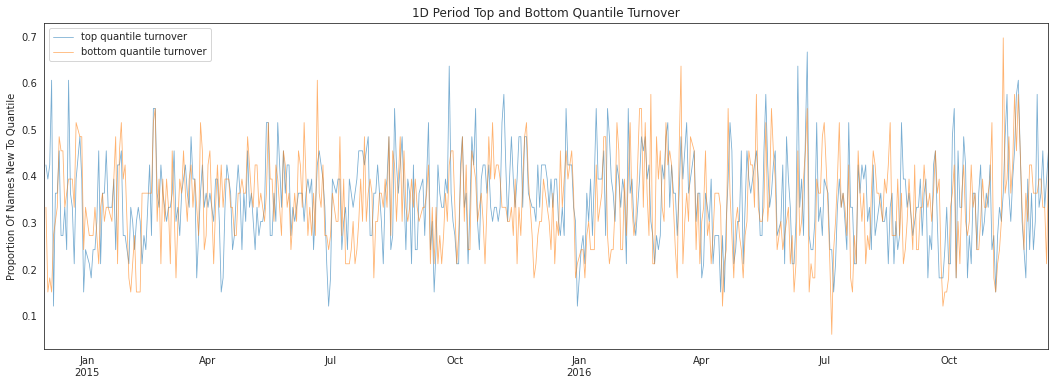 1D Period Top and Bottom Quantile Turnover
top quantile turnover
bottom quantile turnover
Proportion Of Names New To Quantile
0.7
0.6
0.5
0.4
0.3
0.2
0.1
Jan Apr Jul Oct Jan Apr Jul Oct
2015 2016